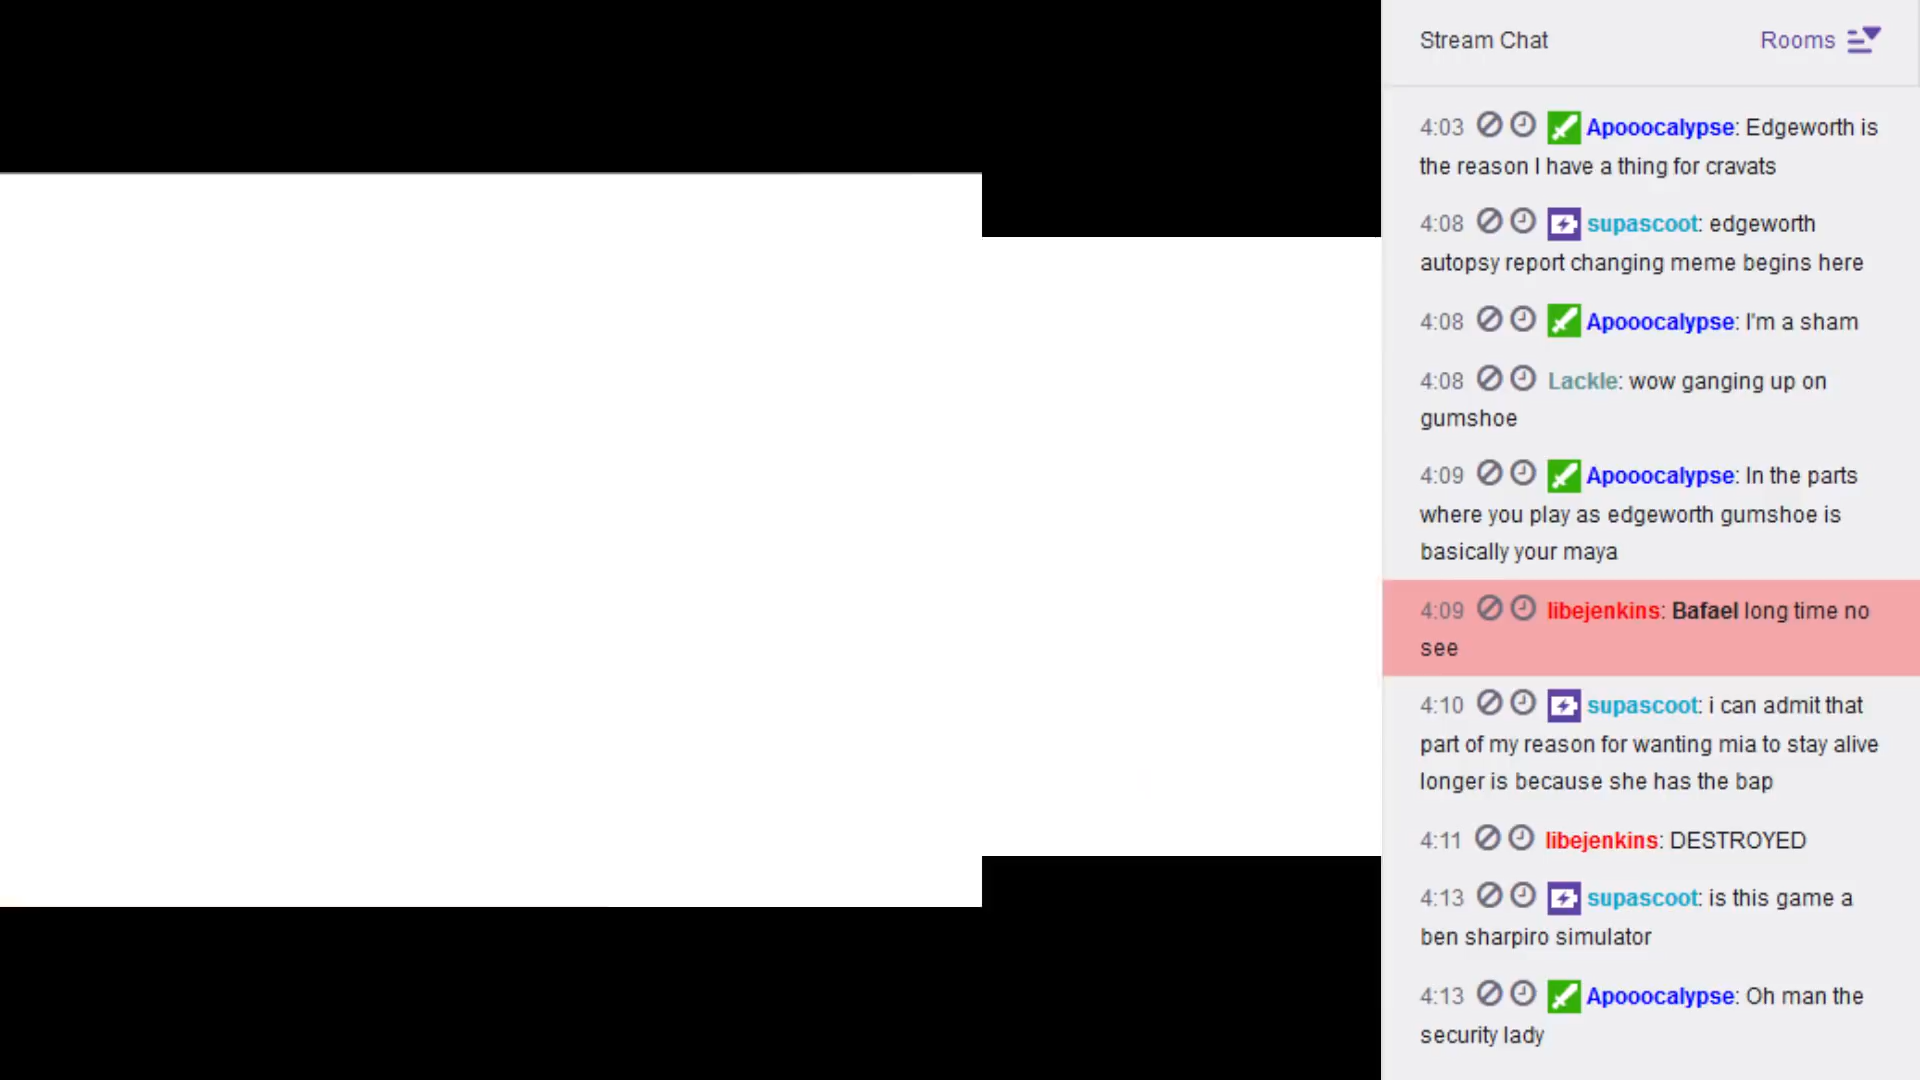 Stream Chat
Rooms
4:03 Apooocalypse: Edgeworth is
the reason I have a thing for cravats
4:08 supascoot: edgeworth
autopsy report changing meme begins here
4:08 Apooocalypse: I'm a sham
4:08 Lackle: wow ganging up on
gumshoe
4:09 Apooocalypse: In the parts
where you play as edgeworth gumshoe is
basically your maya
4:09 libejenkins: Bafael long time no
see
4:10 supascoot: i can admit that
part of my reason for wanting mia to stay alive
longer is because she has the bap
4:11 libejenkins: DESTROYED
4:13 supascoot: is this game a
ben sharpiro simulator
4:13 Apooocalypse: Oh man the
security lady